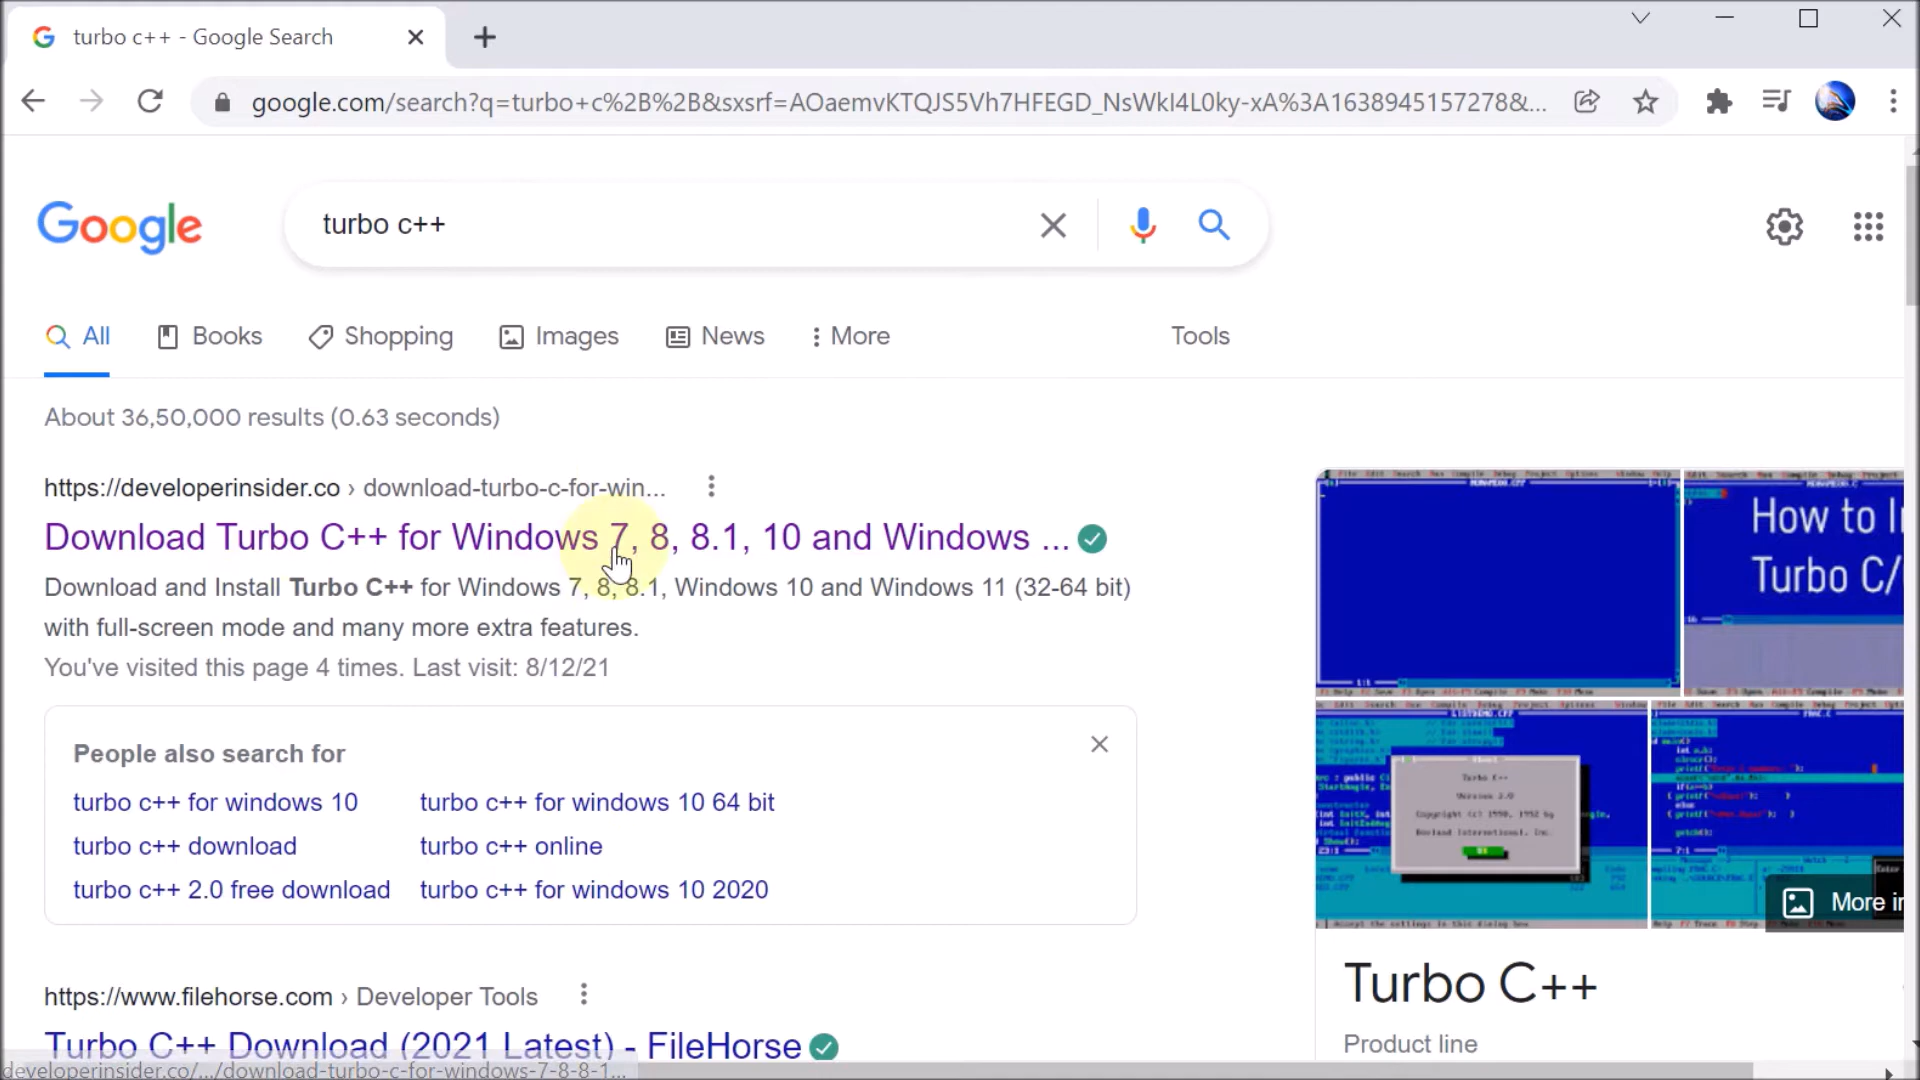 turbo c++ - Google Search
google.com/search?q=turbo+c%2B%2B&sxsrf=AOaemvKTQJS5Vh7HFEGD_NsWkI4L0ky-xA%3A1638945157278&...
Google
turbo c++
All Books Shopping Images News More Tools
About 36,50,000 results (0.63 seconds)
https://developerinsider.co › download-turbo-c-for-win...
Download Turbo C++ for Windows 7, 8, 8.1, 10 and Windows ...
Download and Install Turbo C++ for Windows 7, 8, 8.1, Windows 10 and Windows 11 (32-64 bit)
with full-screen mode and many more extra features.
You've visited this page 4 times. Last visit: 8/12/21
People also search for
turbo c++ for windows 10 turbo c++ for windows 10 64 bit
turbo c++ download turbo c++ online
turbo c++ 2.0 free download turbo c++ for windows 10 2020
https://www.filehorse.com › Developer Tools
Turbo C++ Download (2021 Latest) - FileHorse
developerinsider.co/.../download-turbo-c-for-windows-7-8-8-1...
How to I
Turbo C/
More i
Turbo C++
Product line